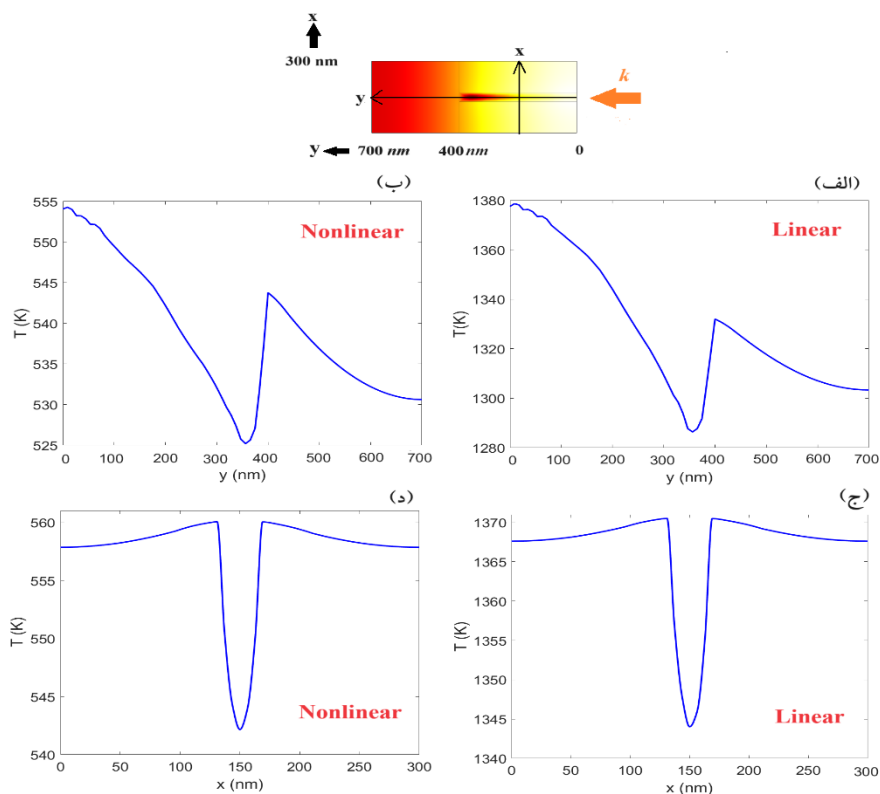 x
300 nm
x
y
k
y
700 nm
400nm
0
(ب)
Nonlinear
T (K)
555
550
545
540
535
530
525
0 100 200 300 400 500 600 700
y (nm)
(الف)
Linear
T(K)
1380
1360
1340
1320
1300
1280
0 100 200 300 400 500 600 700
y (nm)
(د)
Nonlinear
T (K)
560
555
550
545
540
0 50 100 150 200 250 300
x (nm)
(ج)
Linear
T (K)
1370
1365
1360
1355
1350
1345
1340
0 50 100 150 200 250 300
x (nm)